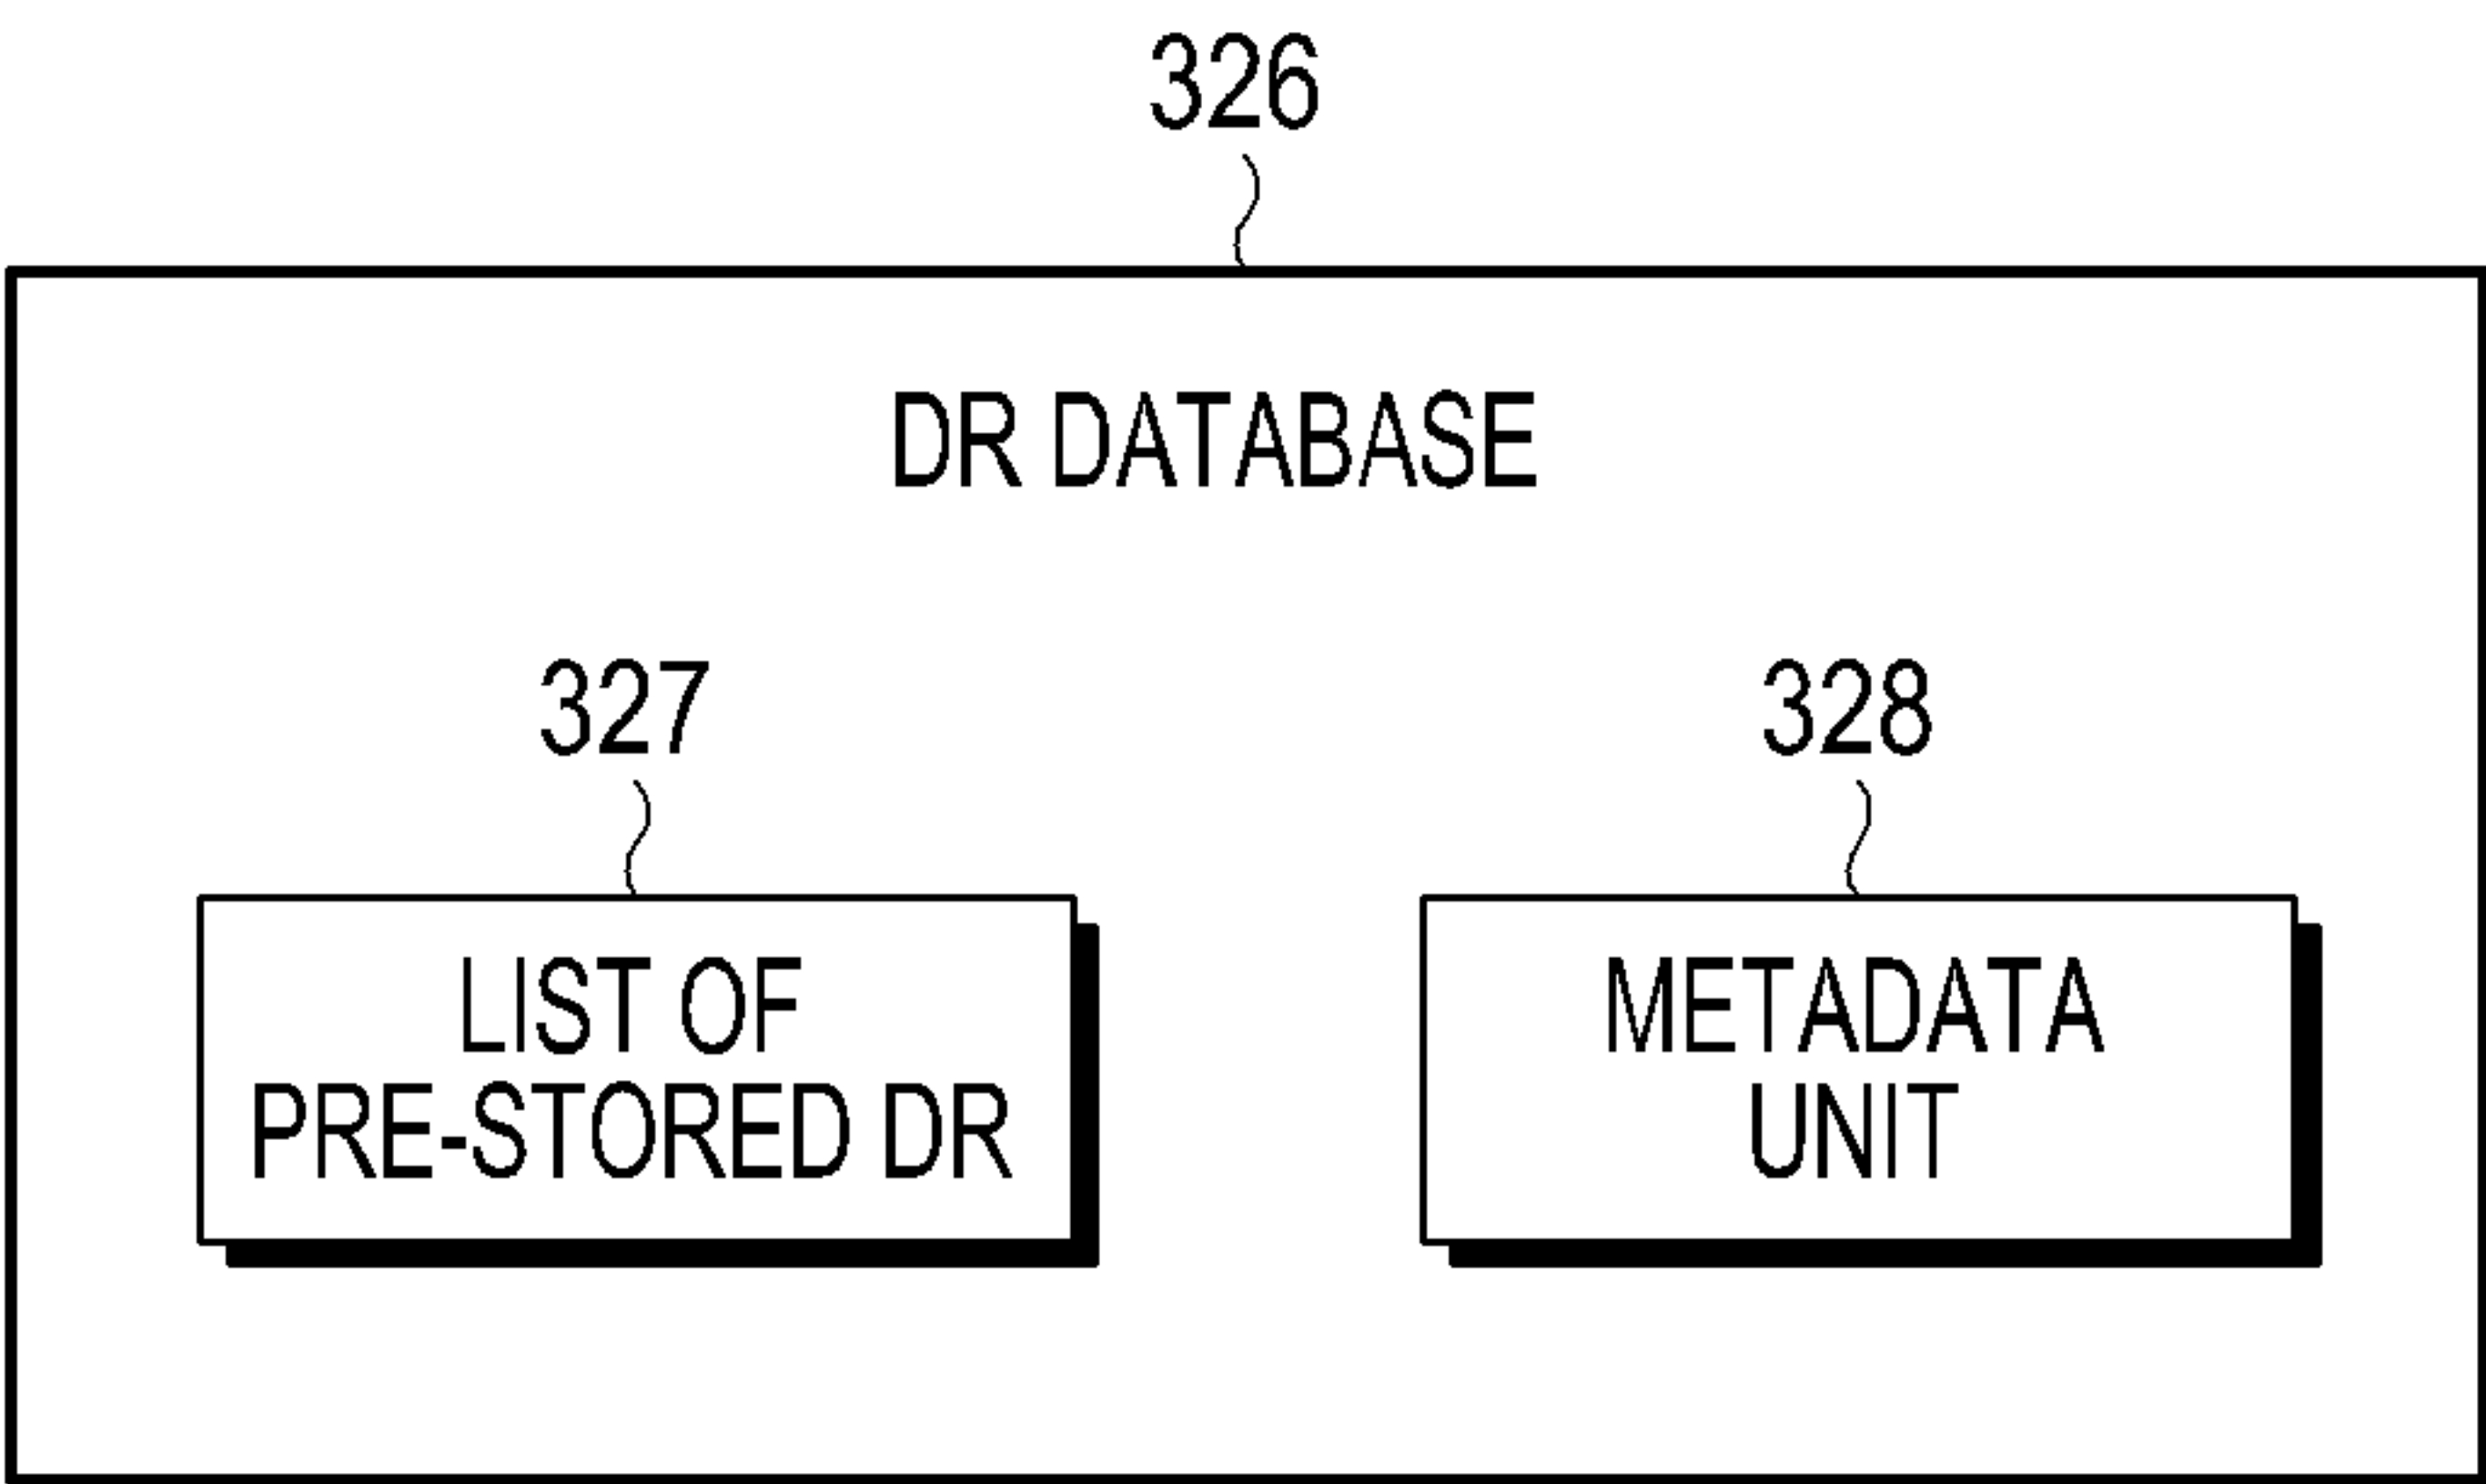 326
DR DATABASE
327
328
LIST OF
PRE-STORED DR
METADATA
UNIT